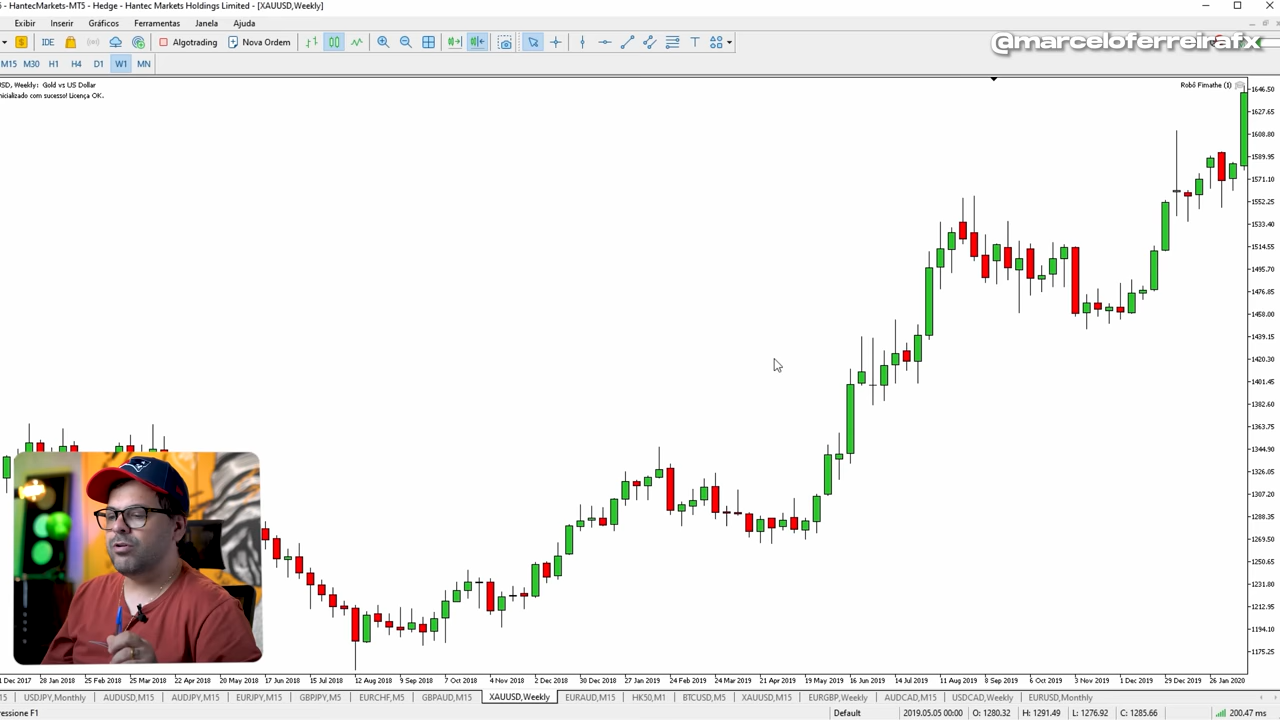 - HantecMarkets-MT5 - Hedge - Hantec Markets Holdings Limited - [XAUUSD,Weekly]
Exibir Inserir Gráficos Ferramentas Janela Ajuda
IDE Algotrading Nova Ordem
@marceloferreirafx
M15 M30 H1 H4 D1 W1 MN
SD, Weekly: Gold vs US Dollar
nicializado com sucesso! Licença OK.
Robô Fimathe (1)
1646.50
1627.65
1608.80
1589.95
1571.10
1552.25
1533.40
1514.55
1495.70
1476.85
1458.00
1439.15
1420.30
1401.45
1382.60
1363.75
1344.90
1326.05
1307.20
1288.35
1269.50
1250.65
1231.80
1212.95
1194.10
1175.25
1 Dec 2017 28 Jan 2018 25 Feb 2018 25 Mar 2018 22 Apr 2018 20 May 2018 17 Jun 2018 15 Jul 2018 12 Aug 2018 9 Sep 2018 7 Oct 2018 4 Nov 2018 2 Dec 2018 30 Dec 2018 27 Jan 2019 24 Feb 2019 24 Mar 2019 21 Apr 2019 19 May 2019 16 Jun 2019 14 Jul 2019 11 Aug 2019 8 Sep 2019 6 Oct 2019 3 Nov 2019 1 Dec 2019 29 Dec 2019 26 Jan 2020
15 USDJPY,Monthly AUDUSD,M15 AUDJPY,M15 EURJPY,M15 GBPJPY,M5 EURCHF,M5 GBPAUD,M15 XAUUSD,Weekly EURAUD,M15 HK50,M1 BTCUSD,M5 XAUUSD,M15 EURGBP,Weekly AUDCAD,M15 USDCAD,Weekly EURUSD,Monthly
ressione F1 Default 2019.05.05 00:00 O: 1280.32 H: 1291.49 L: 1276.92 C: 1285.66 200.47 ms